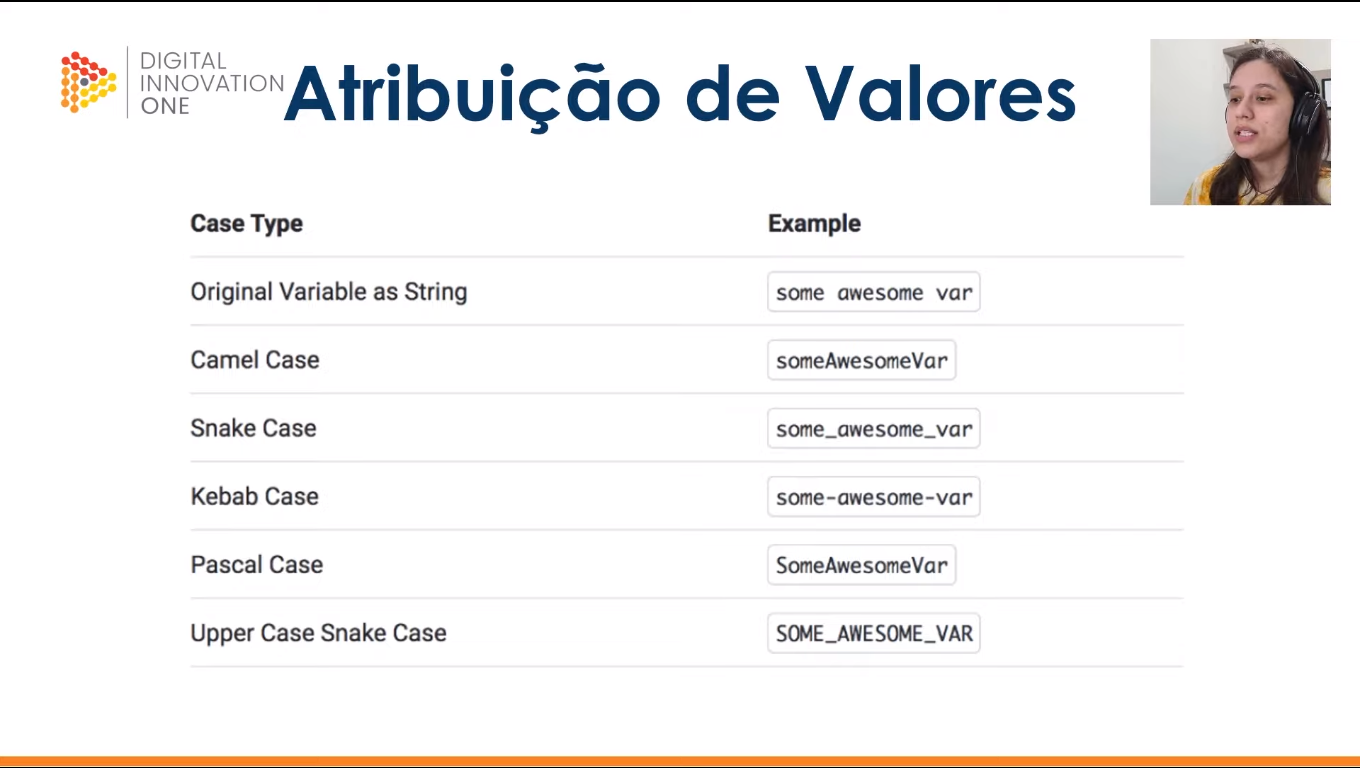 DIGITAL
INNOVATION
ONE
Atribuição de Valores
Case Type Example
Original Variable as String some awesome var
Camel Case someAwesomeVar
Snake Case some_awesome_var
Kebab Case some-awesome-var
Pascal Case SomeAwesomeVar
Upper Case Snake Case SOME_AWESOME_VAR